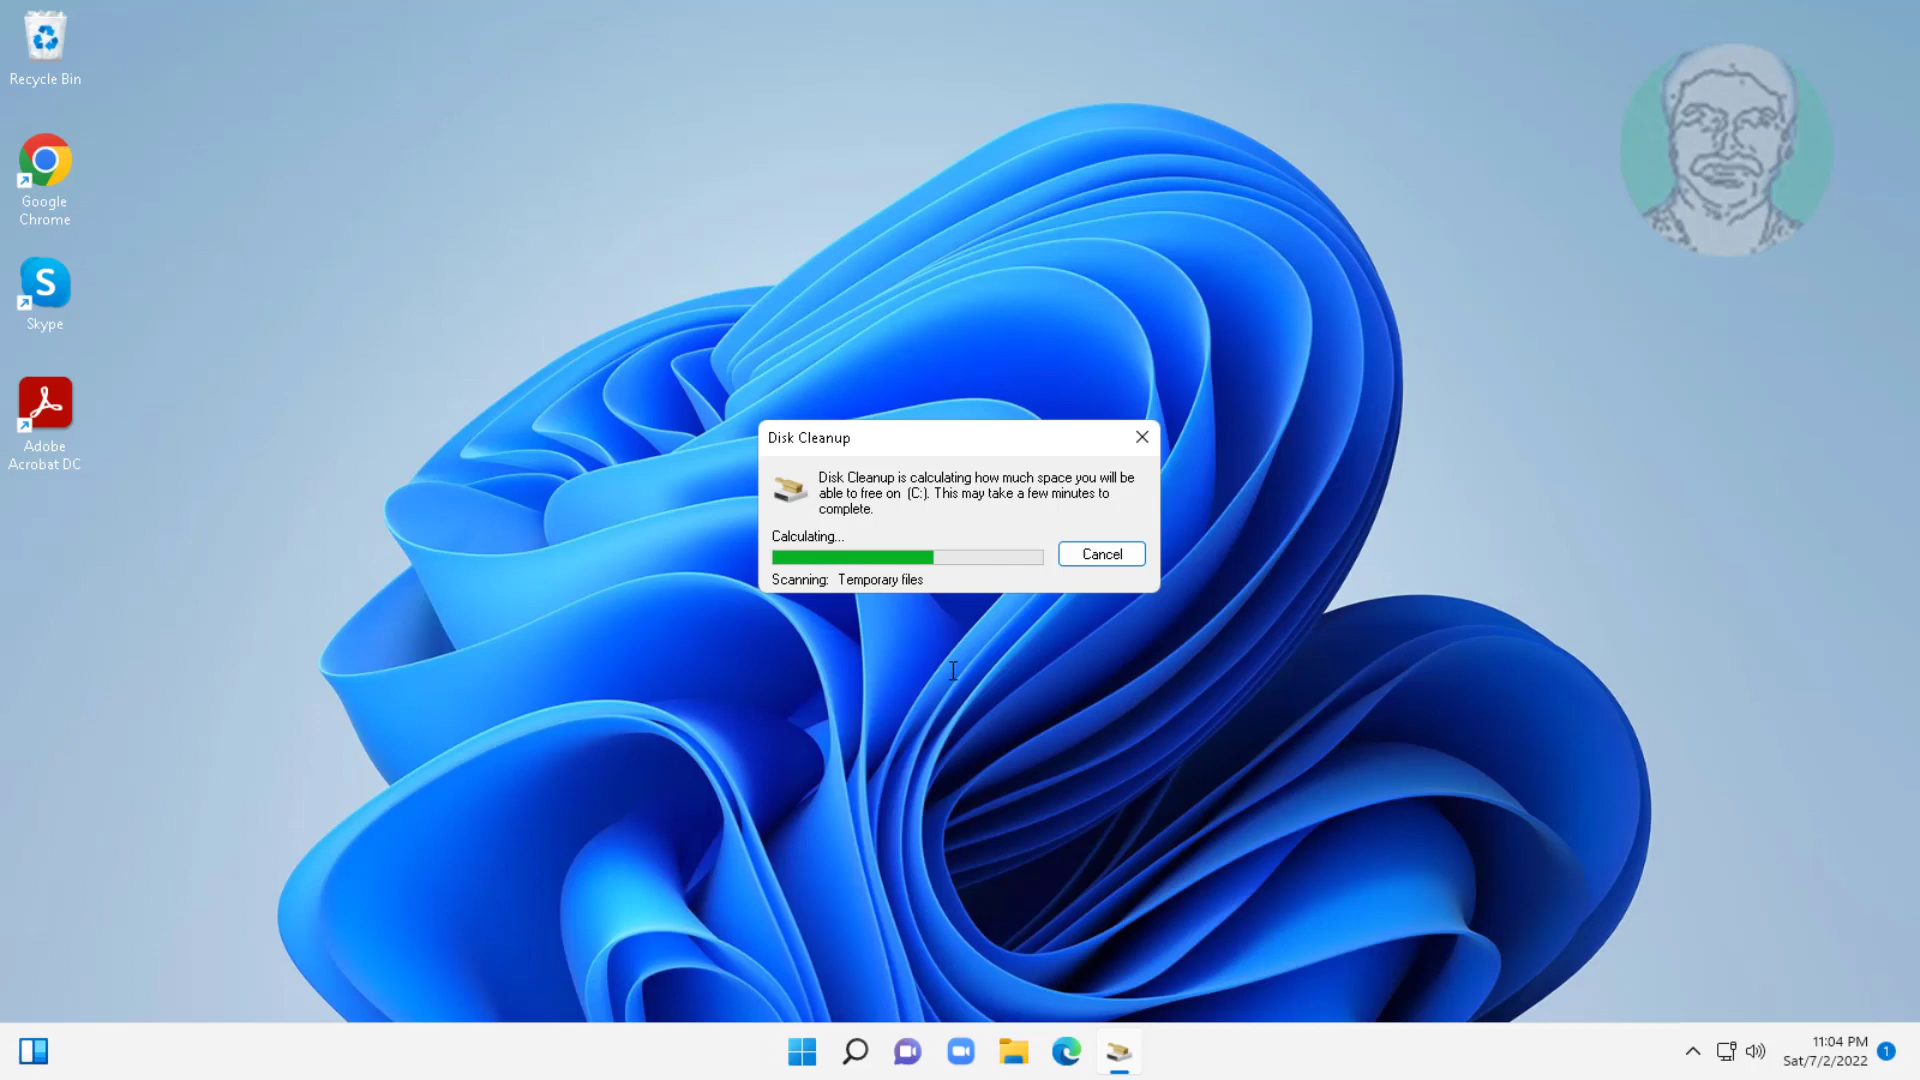 Recycle Bin
Google
Chrome
S
Skype
Adobe
Acrobat DC
Disk Cleanup
Disk Cleanup is calculating how much space you will be
able to free on  (C:). This may take a few minutes to
complete.
Calculating...
Cancel
Scanning:   Temporary files
11:04 PM
Sat/7/2/2022
1